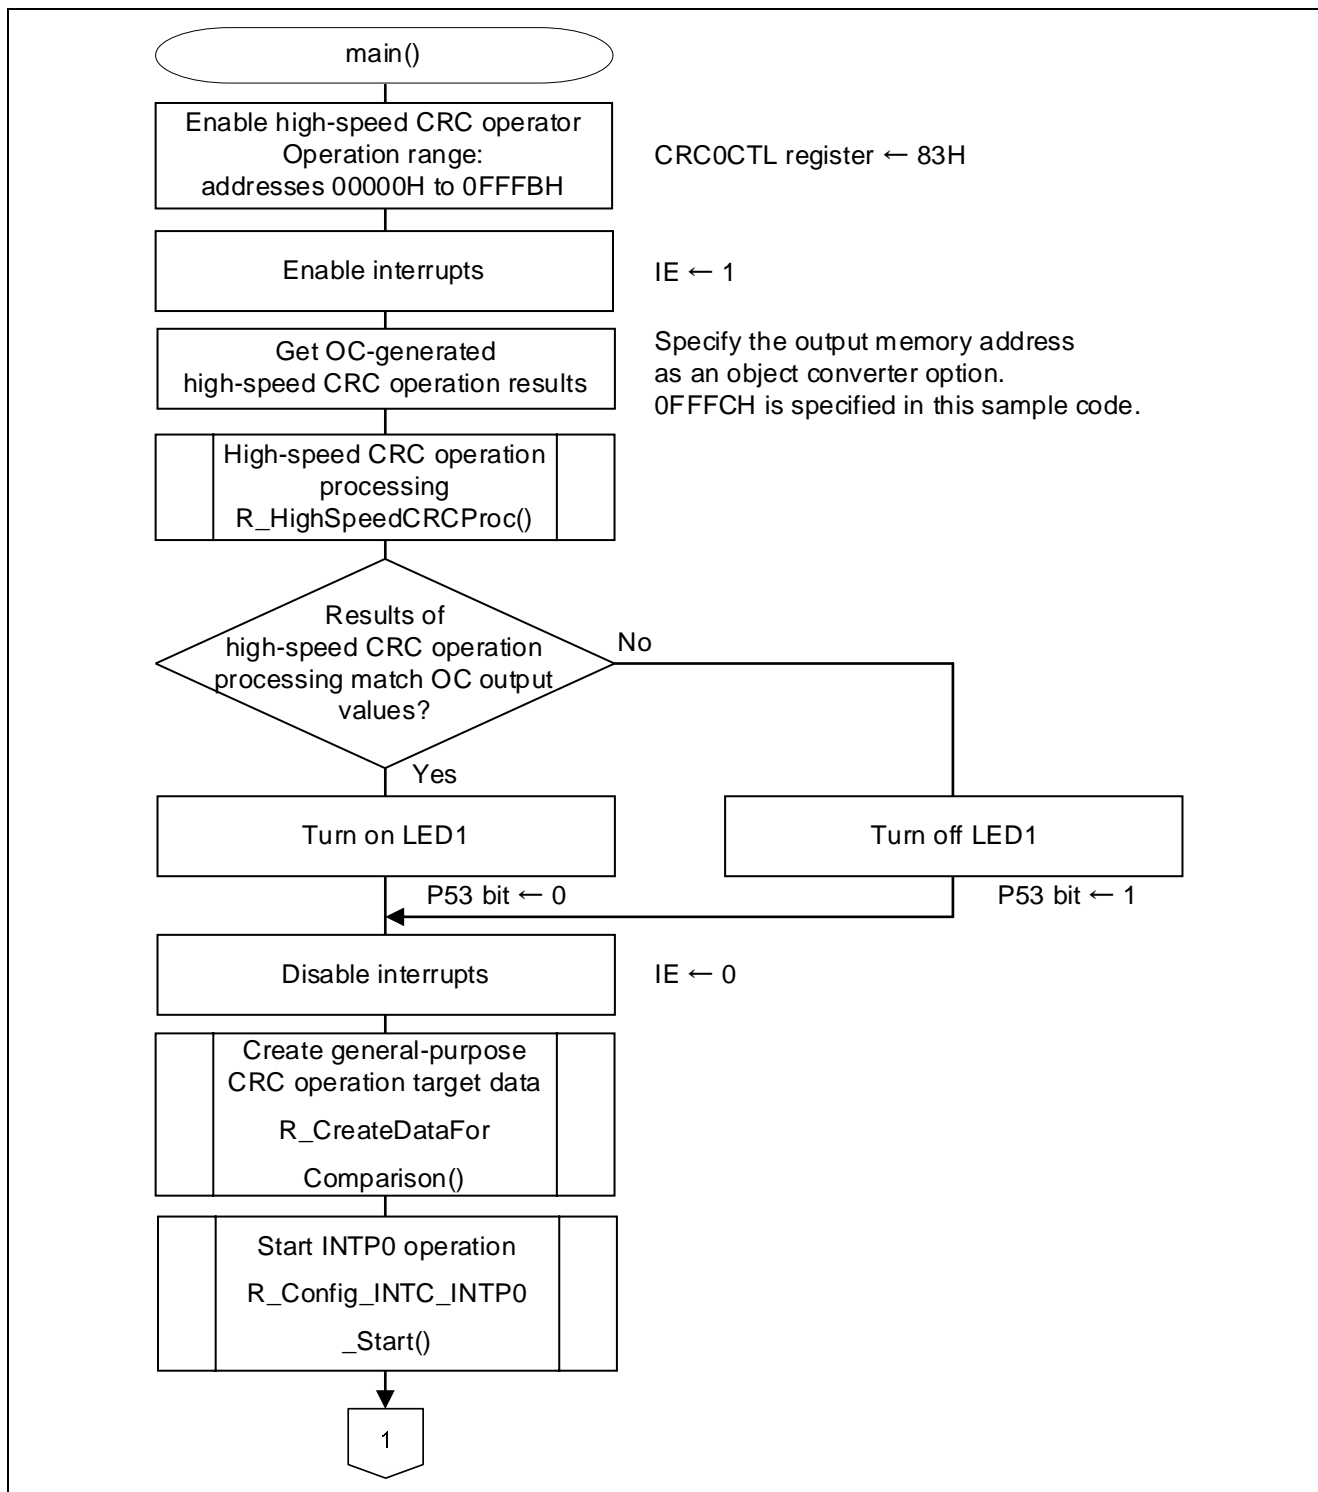 main()
Enable high-speed CRC operator
Operation range:
addresses 00000H to 0FFFBH
CRC0CTL register ← 83H
Enable interrupts
IE ← 1
Get OC-generated
high-speed CRC operation results
Specify the output memory address
as an object converter option.
0FFFCH is specified in this sample code.
High-speed CRC operation
processing
R_HighSpeedCRCProc()
Results of
high-speed CRC operation
processing match OC output
values?
No
Yes
Turn on LED1
Turn off LED1
P53 bit ← 0
P53 bit ← 1
Disable interrupts
IE ← 0
Create general-purpose
CRC operation target data
R_CreateDataFor
Comparison()
Start INTP0 operation
R_Config_INTC_INTP0
_Start()
1